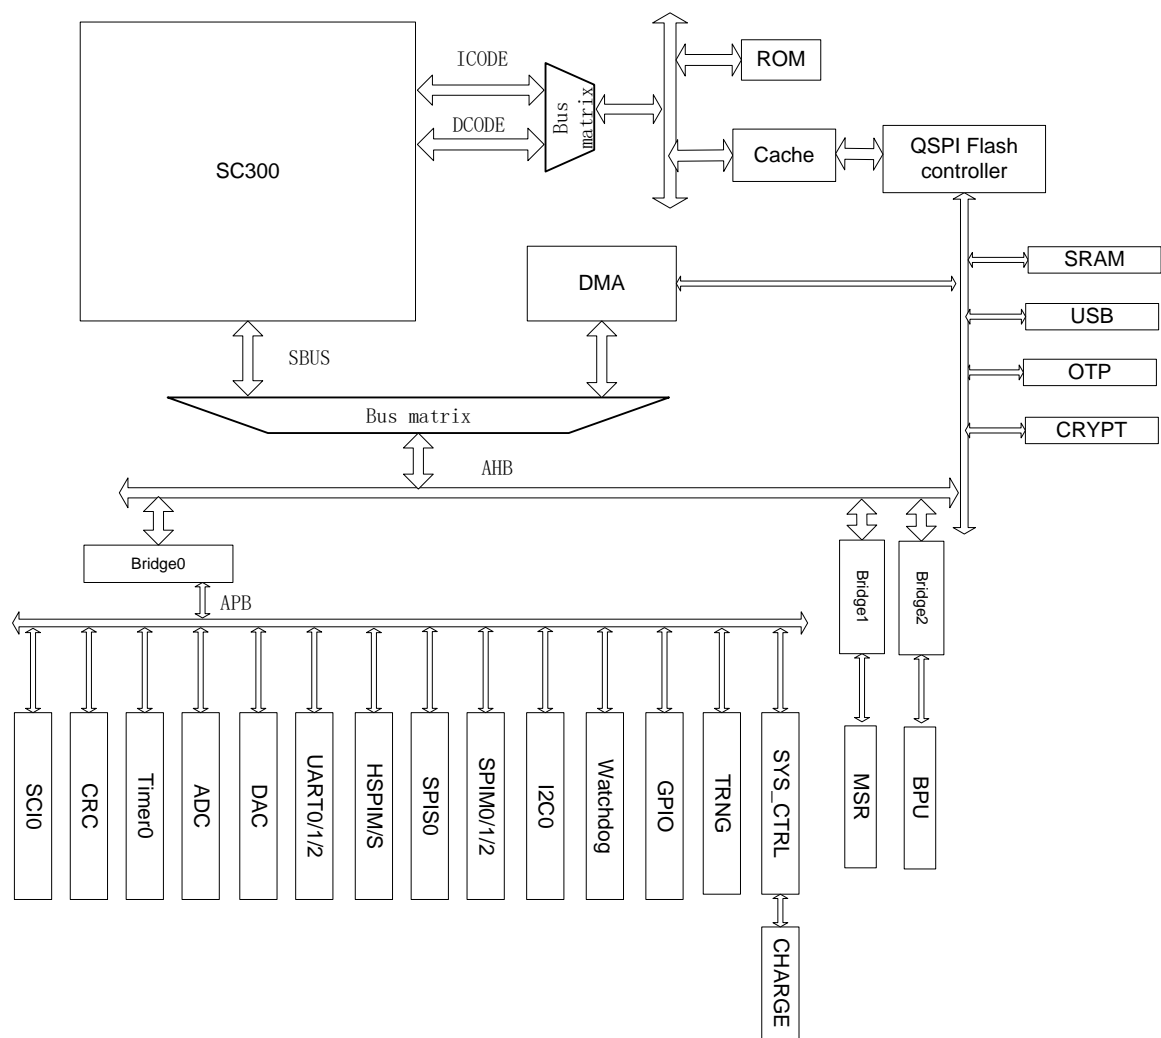 SC300
ICODE
DCODE
Bus
matrix
ROM
Cache
QSPI Flash
controller
DMA
SRAM
USB
OTP
CRYPT
SBUS
Bus matrix
AHB
Bridge0
APB
Bridge1
Bridge2
SCI0
CRC
Timer0
ADC
DAC
UART0/1/2
HSPIM/S
SPIS0
SPIM0/1/2
I2C0
Watchdog
GPIO
TRNG
SYS_CTRL
MSR
BPU
CHARGE